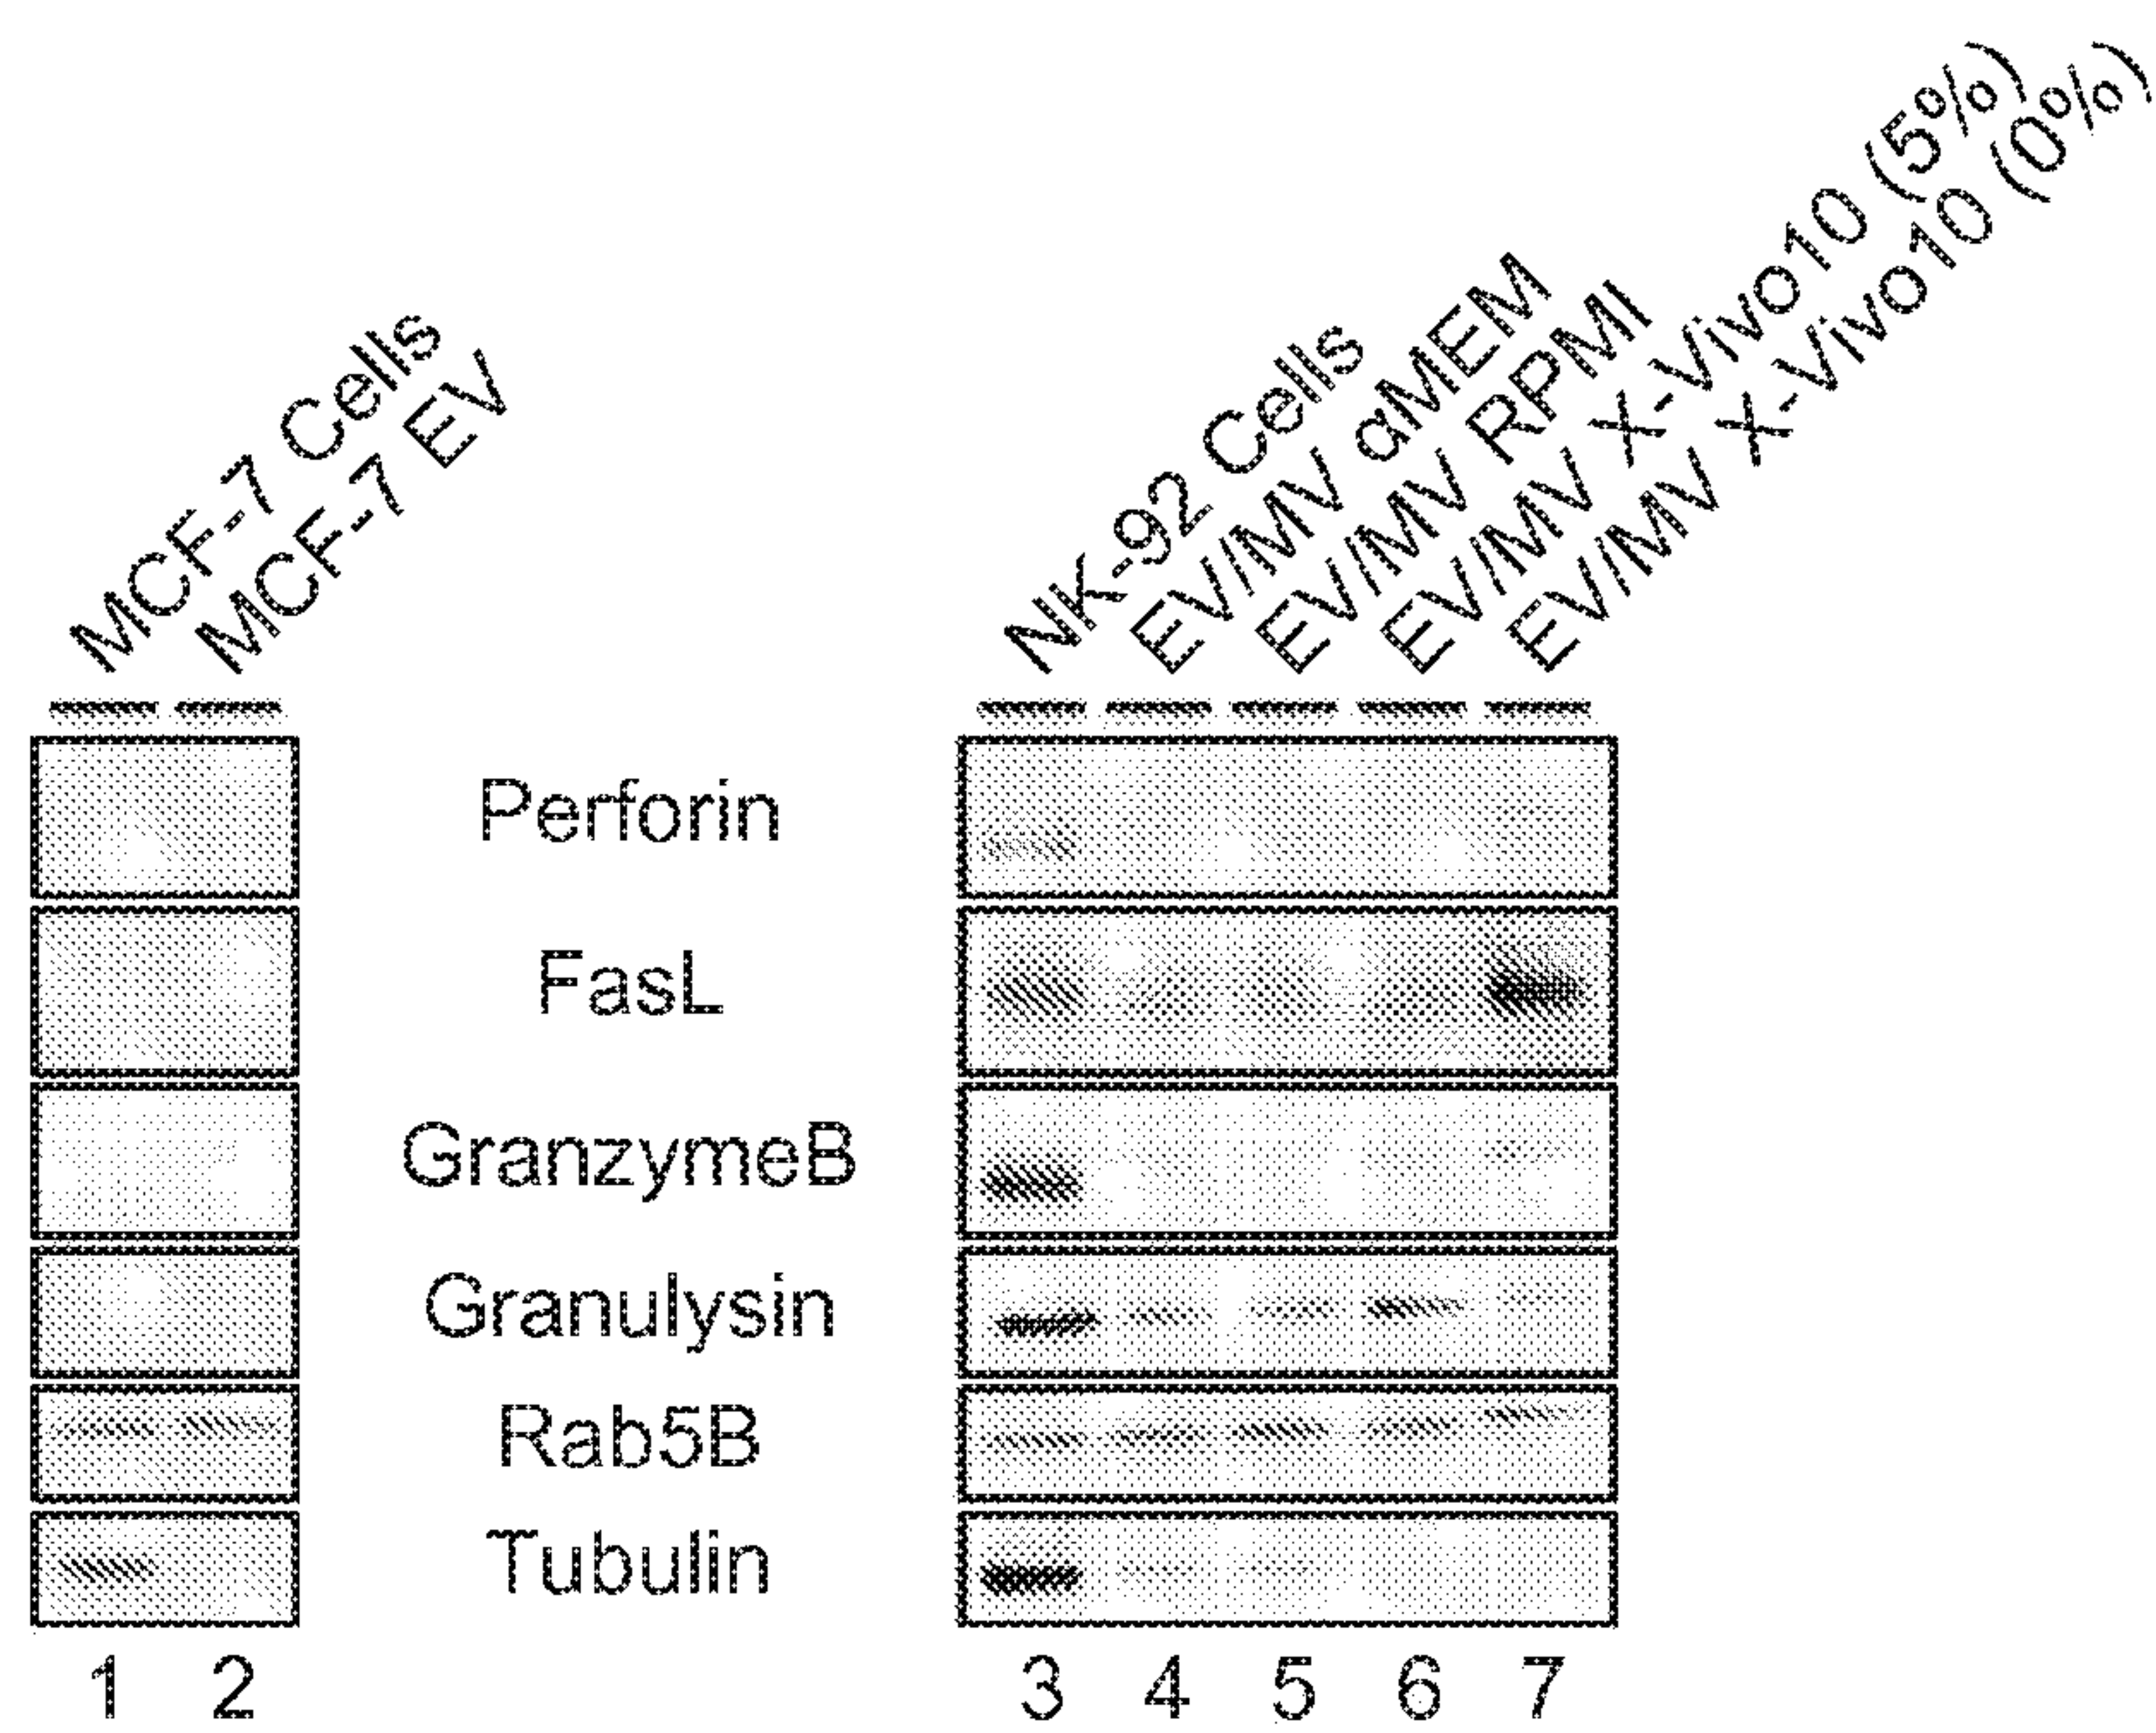 MCF-7 Cells
MCF-7 EV
NK-92 Cells
EV/MV αMEM
EV/MV RPMI
EV/MV X-Vivo10 (5%)
EV/MV X-Vivo10 (0%)
Perforin
FasL
GranzymeB
Granulysin
Rab5B
Tubulin
1 2 3 4 5 6 7